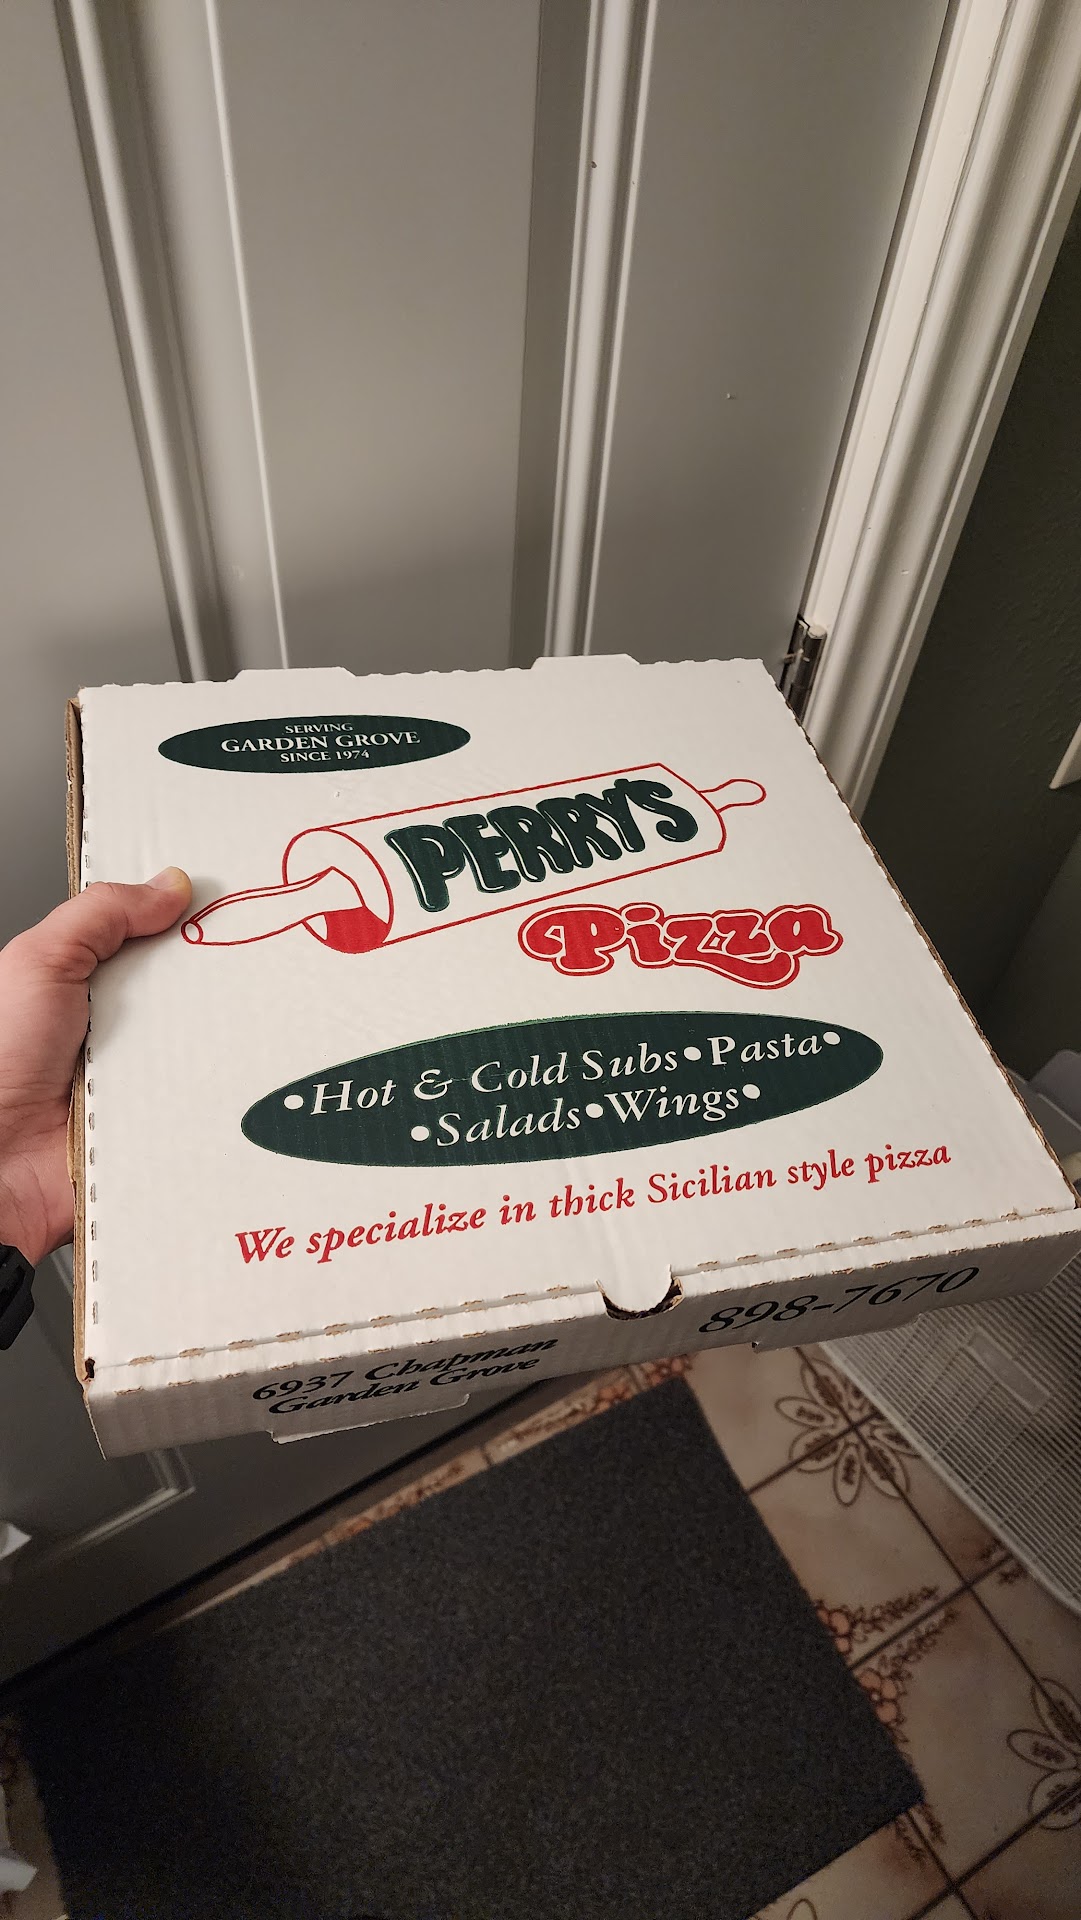 SERVING
GARDEN GROVE
SINCE 1974
PERRY'S
Pizza
•Hot & Cold Subs•Pasta•
•Salads•Wings•
We specialize in thick Sicilian style pizza
6937 Chapman
Garden Grove
898-7670